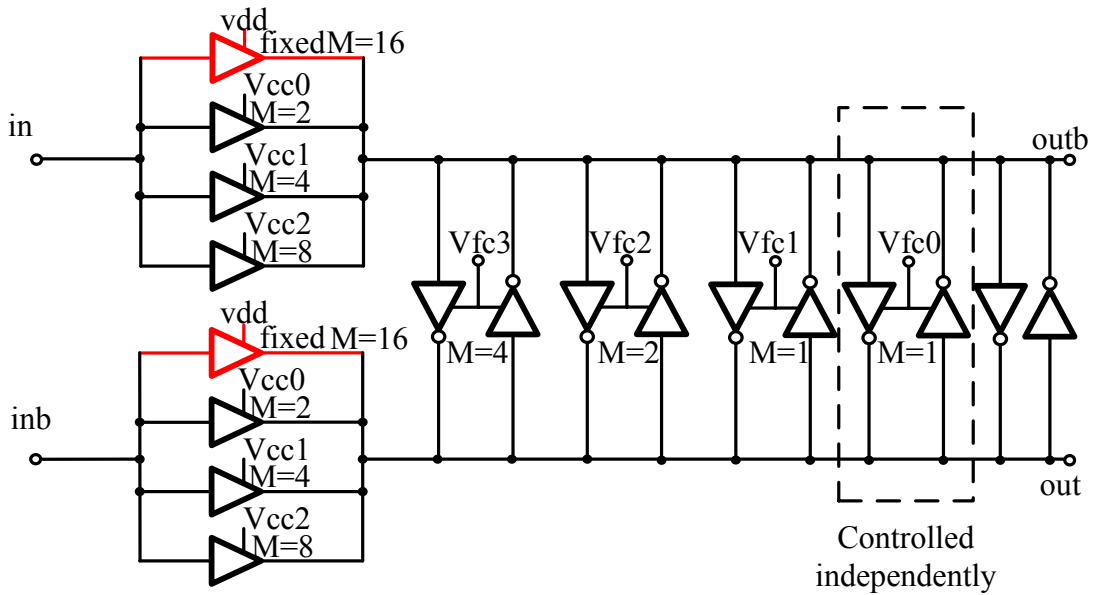 vdd
fixedM=16
Vcc0
M=2
in
Vcc1
M=4
Vcc2
M=8
outb
Vfc3
Vfc2
Vfc1
Vfc0
M=4
M=2
M=1
M=1
vdd
fixed M=16
Vcc0
M=2
inb
Vcc1
M=4
Vcc2
M=8
out
Controlled
independently